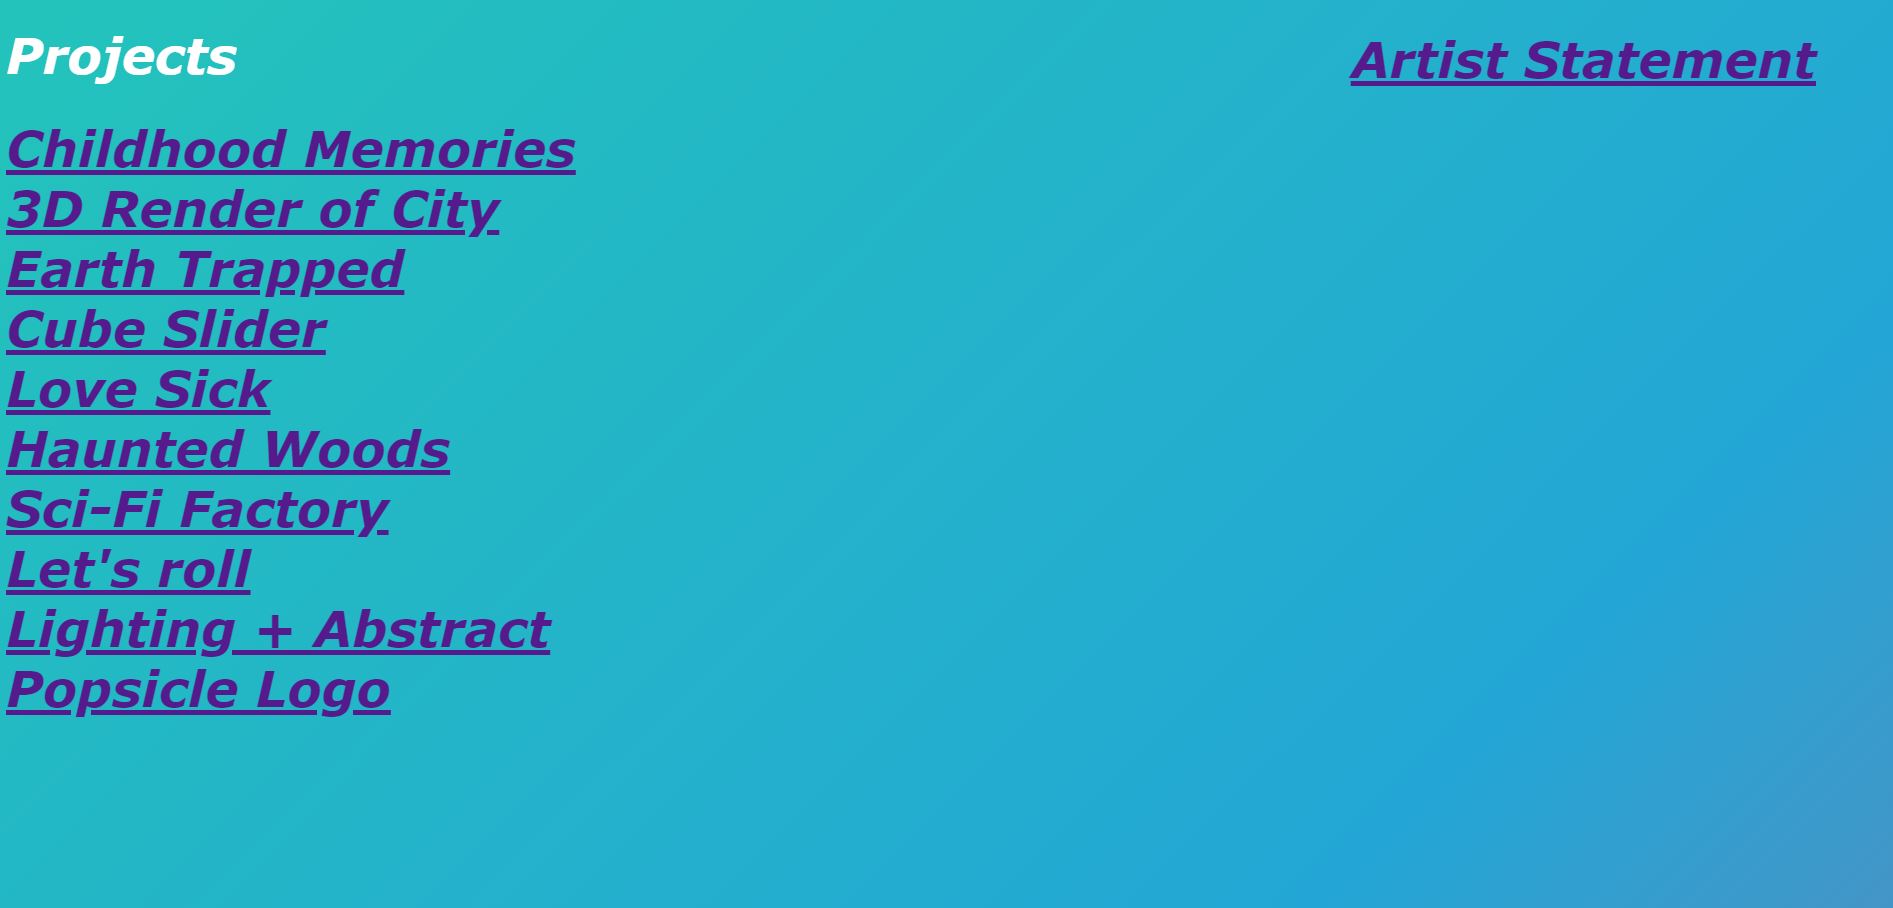 Projects
Artist Statement
Childhood Memories
3D Render of City
Earth Trapped
Cube Slider
Love Sick
Haunted Woods
Sci-Fi Factory
Let's roll
Lighting + Abstract
Popsicle Logo